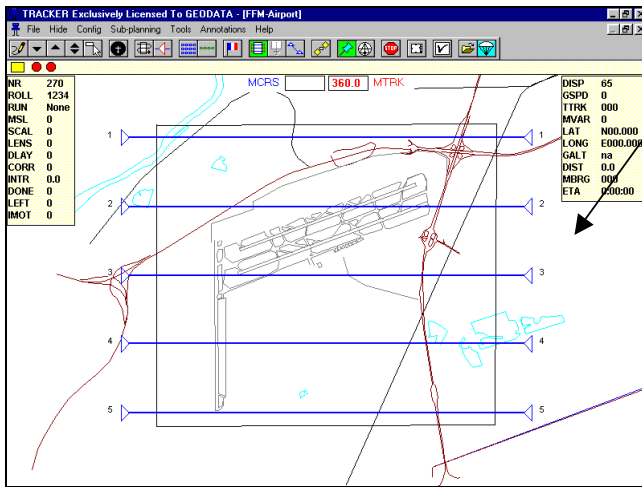 TRACKER Exclusively Licensed To GEODATA - [FFM-Airport]
File Hide Config Sub-planning Tools Annotations Help
STOP
MCRS 360.0 MTRK
NR 270
ROLL 1234
RUN None
MSL 0
SCAL 0
LENS 0
DLAY 0
CORR 0
INTR 0.0
DONE 0
LEFT 0
IMOT 0
DISP 65
GSPD 0
TTRK 000
MVAR 0
LAT N00.000
LONG E000.000
GALT na
DIST 0.0
MBRG 000
ETA 0:00:00
1 1
2 2
3 3
4 4
5 5